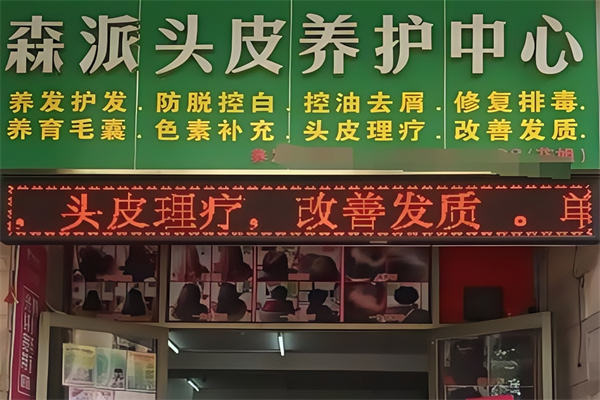 森派头皮养护中心
养发护发.防脱控白.控油去屑.修复排毒.
养育毛囊.色素补充.头皮理疗.改善发质.
.头皮理疗,改善发质。单